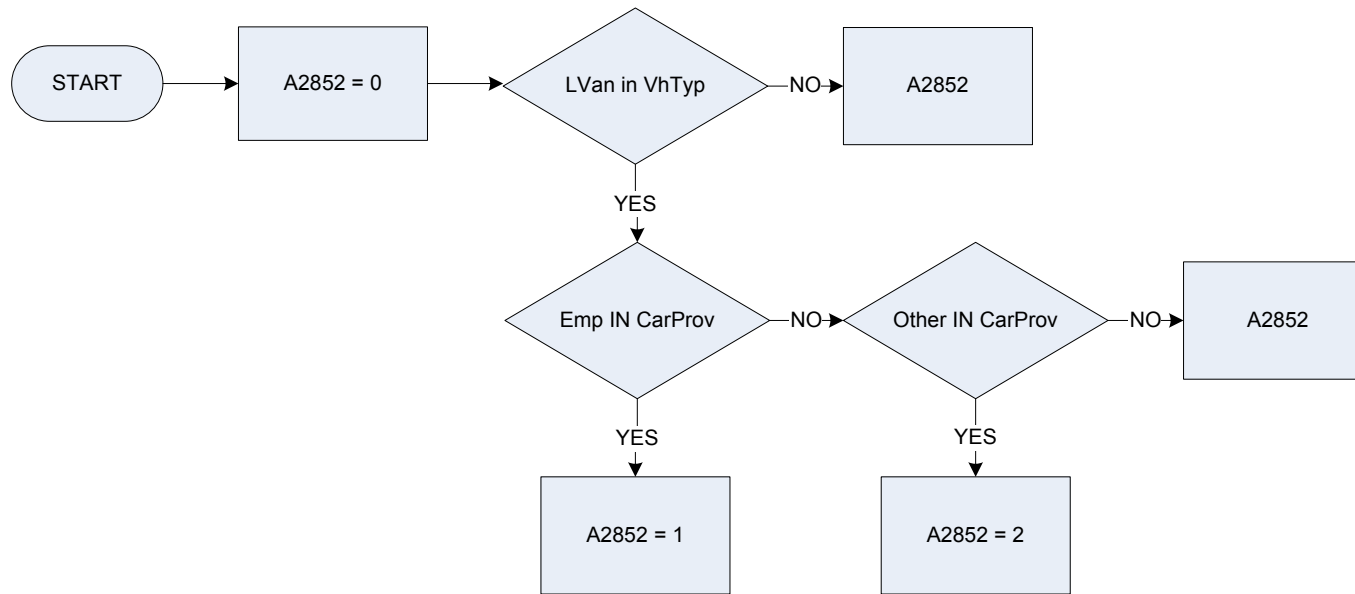 START
A2852 = 0
LVan in VhTyp
NO
A2852
YES
Emp IN CarProv
NO
Other IN CarProv
NO
A2852
YES
YES
A2852 = 1
A2852 = 2